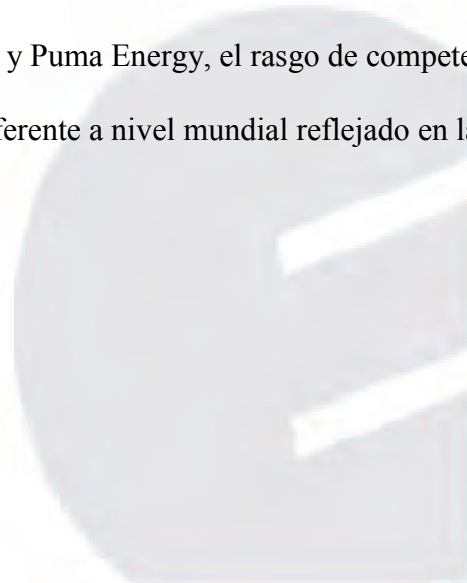 y Puma Energy, el rasgo de compete
ferente a nivel mundial reflejado en la